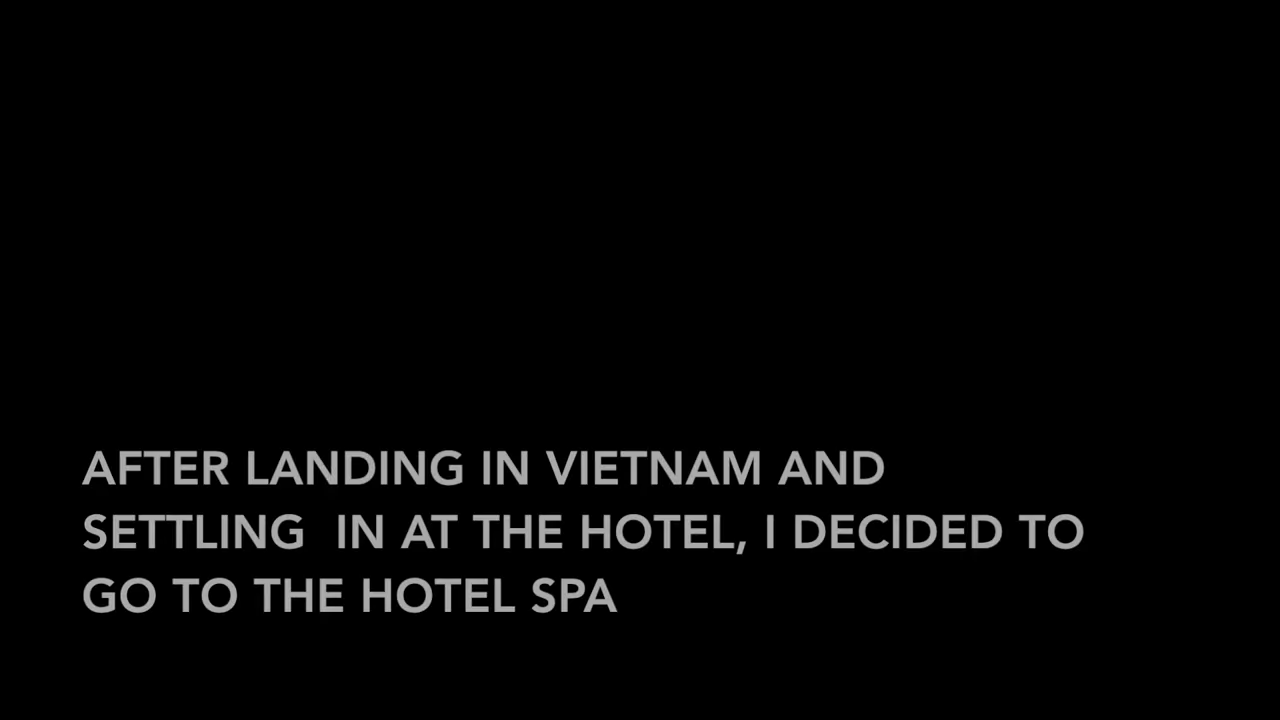 AFTER LANDING IN VIETNAM AND
SETTLING  IN AT THE HOTEL, I DECIDED TO
GO TO THE HOTEL SPA